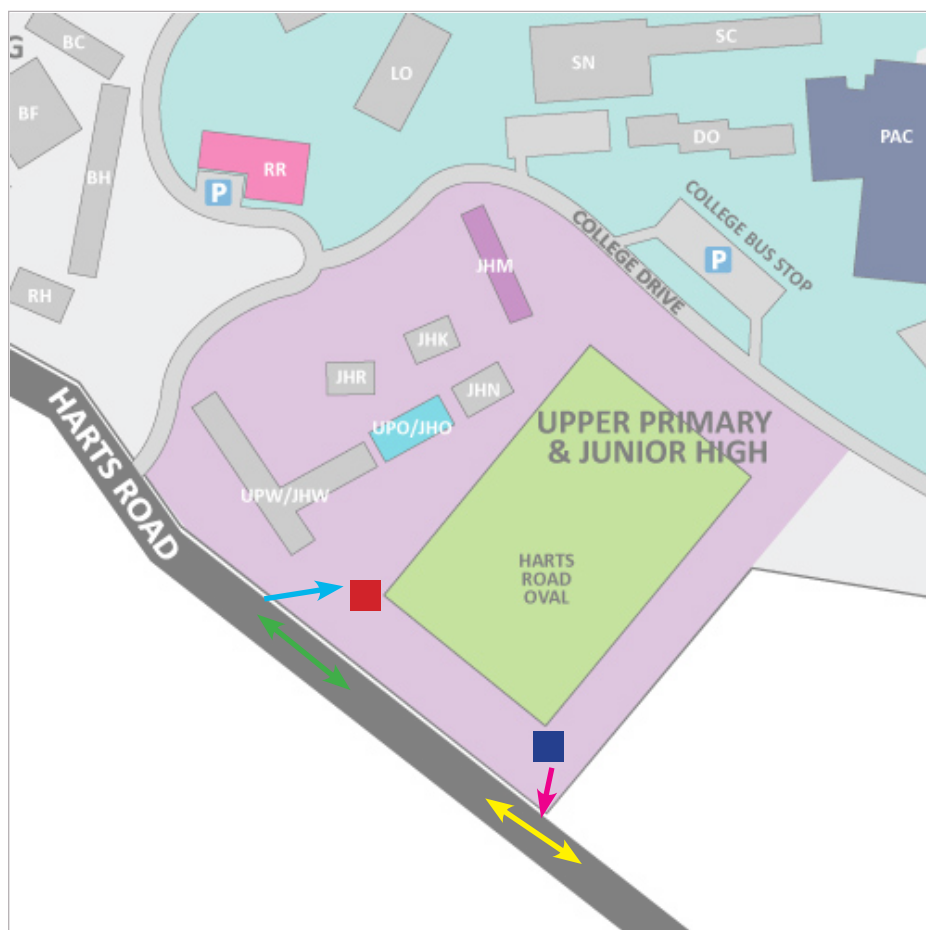 G
BC
BF
BH
RH
LO
SN
SC
DO
PAC
RR
P
COLLEGE BUS STOP
P
COLLEGE DRIVE
JHM
JHK
JHR
JHN
UPO/JHO
UPW/JHW
UPPER PRIMARY
& JUNIOR HIGH
HARTS
ROAD
OVAL
HARTS ROAD